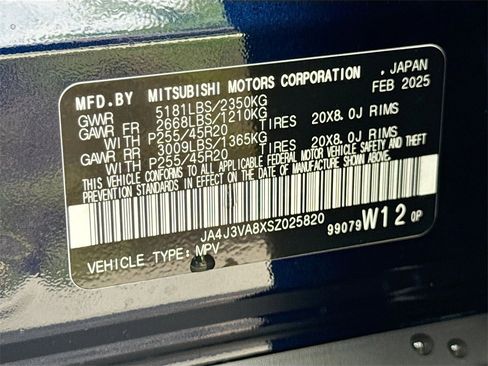 MFD.BY MITSUBISHI MOTORS CORPORATION , JAPAN
FEB 2025
GVWR 5181LBS/2350KG
GAWR FR 2668LBS/1210KG
WITH P255/45R20 TIRES 20X8.0J RIMS
GAWR RR 3009LBS/1365KG
WITH P255/45R20 TIRES 20X8.0J RIMS
THIS VEHICLE CONFORMS TO ALL APPLICABLE FEDERAL MOTOR VEHICLE SAFETY AND THEFT
PREVENTION STANDARDS IN EFFECT ON THE DATE OF MANUFACTURE SHOWN ABOVE.
JA4J3VA8XSZ025820
99079 W12 OP
VEHICLE TYPE: MPV